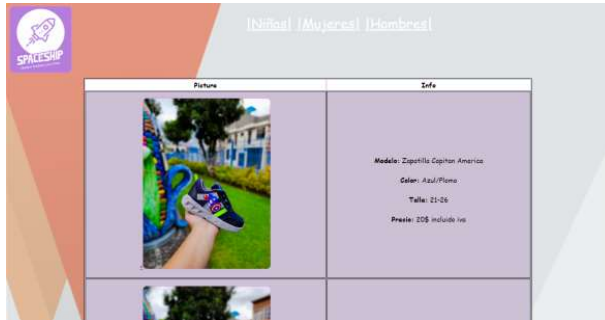 SPACESHIP
|Niños| |Mujeres| |Hombres|
Picture Info
Modelo: Zapatilla Capitan America
Color: Azul/Plomo
Talla: 21-26
Precio: 20$ incluido iva